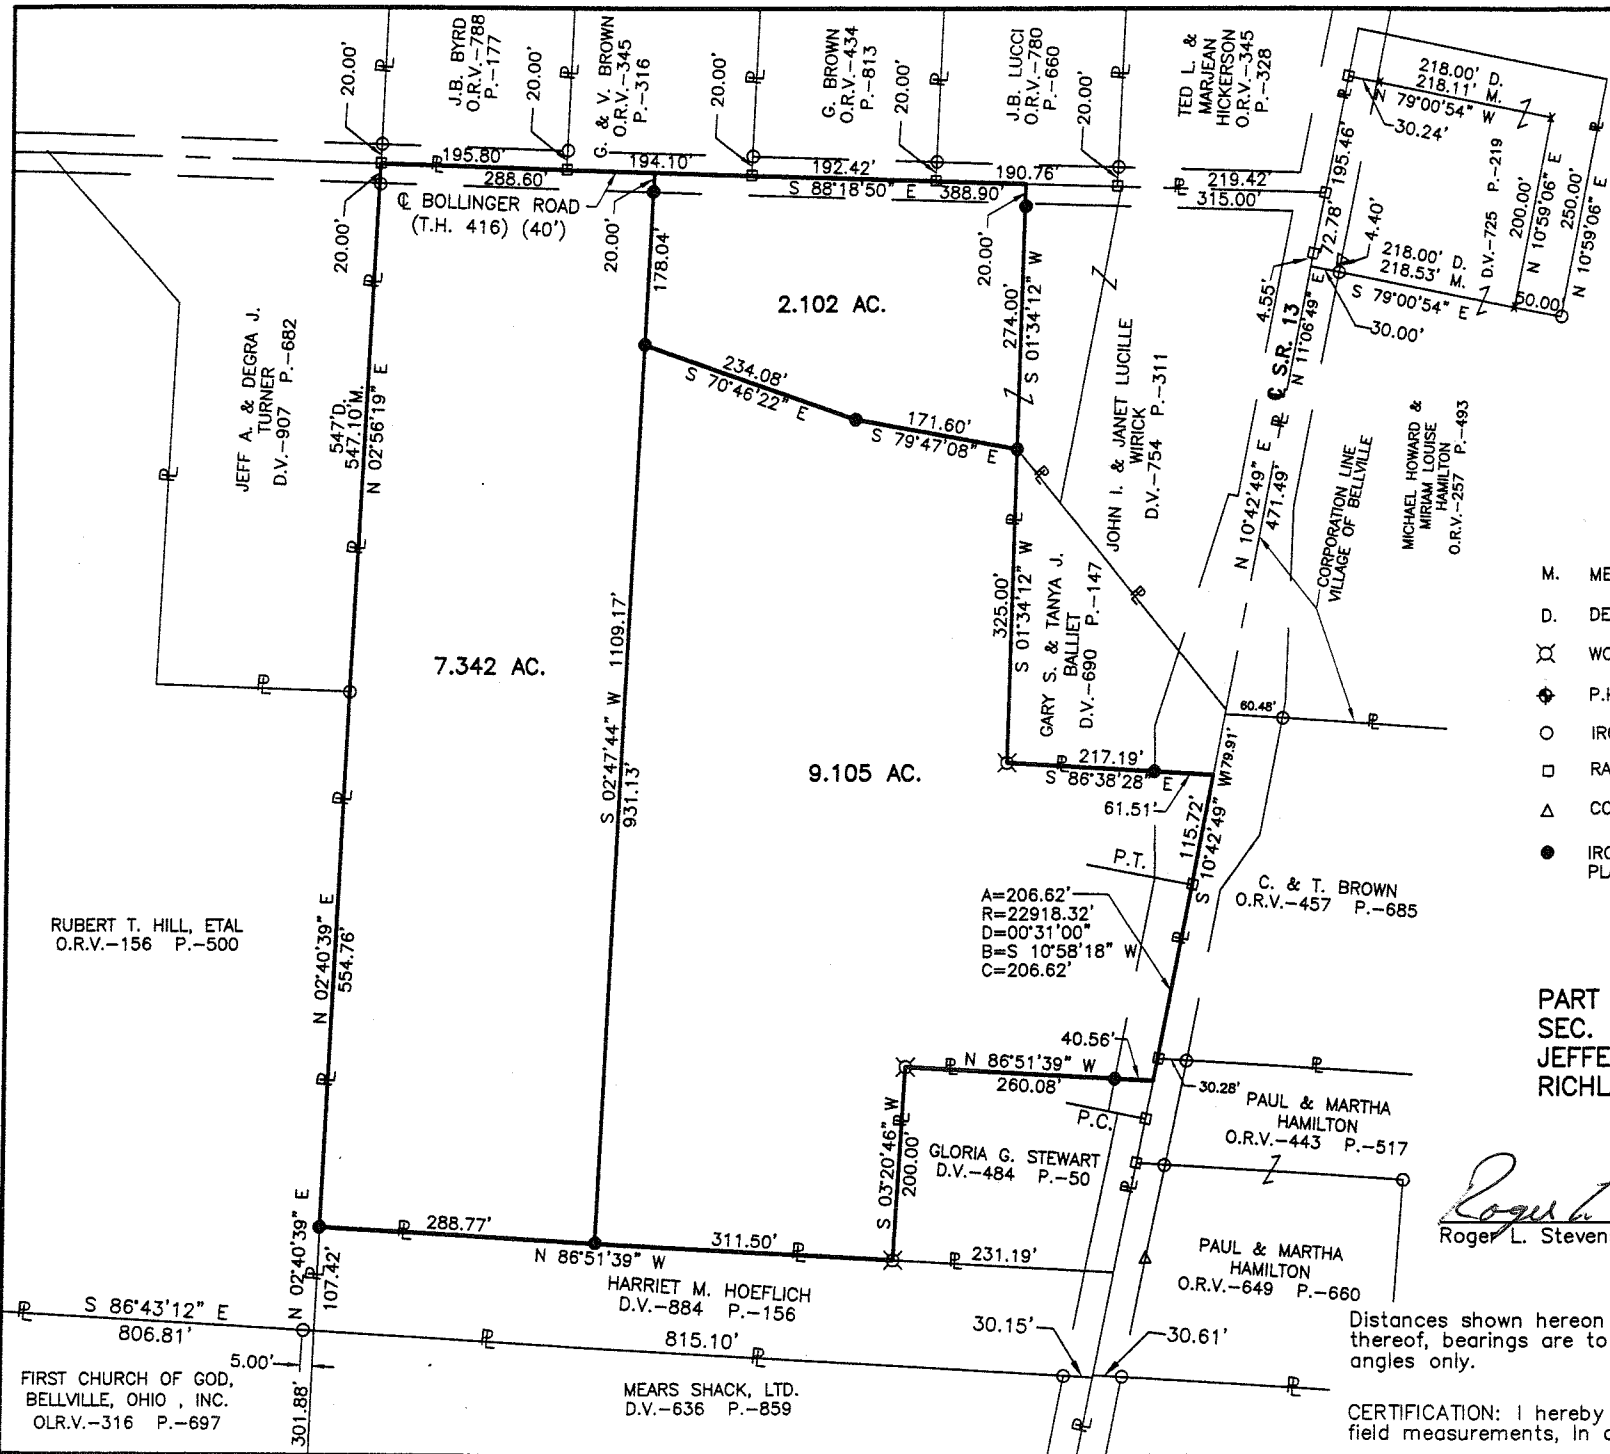 20.00'
J.B. BYRD
O.R.V.-788
P.-177
20.00'
G. & V. BROWN
O.R.V.-345
P.-316
20.00'
G. BROWN
O.R.V.-434
P.-813
20.00'
J.B. LUCCI
O.R.V.-780
P.-660
20.00'
TED L. &
MARJEAN
HICKERSON
O.R.V.-345
P.-328
218.00' D.
218.11' M.
79°00'54" W
30.24'
195.46'
D.V.-725 P.-219
200.00'
N 10°59'06" E
250.00'
N 10°59'06" E
195.80'
194.10'
192.42'
190.76'
219.42'
288.60'
S 88°18'50" E 388.90'
315.00'
℄ BOLLINGER ROAD
(T.H. 416) (40')
20.00'
20.00'
178.04'
20.00'
274.00'
S 01°34'12" W
72.78'
4.40'
218.00' D.
218.53' M.
S 79°00'54" E
50.00
30.00'
4.55'
N 11°06'49" E
℄ S.R. 13
2.102 AC.
JEFF A. & DEGRA J.
TURNER
D.V.-907 P.-682
547'D.
547.10'M.
N 02°56'19" E
234.08'
S 70°46'22" E
171.60'
S 79°47'08" E
JOHN I. & JANET LUCILLE
WIRICK
D.V.-754 P.-311
N 10°42'49" E
471.49'
CORPORATION LINE
VILLAGE OF BELLVILLE
MICHAEL HOWARD &
MIRIAM LOUISE
HAMILTON
O.R.V.-257 P.-493
M. ME
D. DE
WO
P.K
IRO
RA
CO
IRO
PLA
7.342 AC.
S 02°47'44" W 1109.17'
931.13'
325.00'
S 01°34'12" W
GARY S. & TANYA J.
BALLIET
D.V.-690 P.-147
60.48'
179.91'
9.105 AC.
217.19'
S 86°38'28" E
61.51'
115.72'
S 10°42'49" W
P.T.
A=206.62'
R=22918.32'
D=00°31'00"
B=S 10°58'18" W
C=206.62'
C. & T. BROWN
O.R.V.-457 P.-685
RUBERT T. HILL, ETAL
O.R.V.-156 P.-500
N 02°40'39" E
554.76'
PART
SEC.
JEFFE
RICHL
40.56'
N 86°51'39" W
260.08'
30.28'
PAUL & MARTHA
HAMILTON
O.R.V.-443 P.-517
P.C.
S 03°20'46" W
200.00'
GLORIA G. STEWART
D.V.-484 P.-50
Roger L.
Roger L. Steven
N 02°40'39" E
107.42'
288.77'
N 86°51'39" W
311.50'
231.19'
HARRIET M. HOEFLICH
D.V.-884 P.-156
PAUL & MARTHA
HAMILTON
O.R.V.-649 P.-660
S 86°43'12" E
806.81'
815.10'
30.15'
30.61'
5.00'
301.88'
FIRST CHURCH OF GOD,
BELLVILLE, OHIO , INC.
OLR.V.-316 P.-697
MEARS SHACK, LTD.
D.V.-636 P.-859
Distances shown hereon
thereof, bearings are to
angles only.
CERTIFICATION: I hereby
field measurements, in a